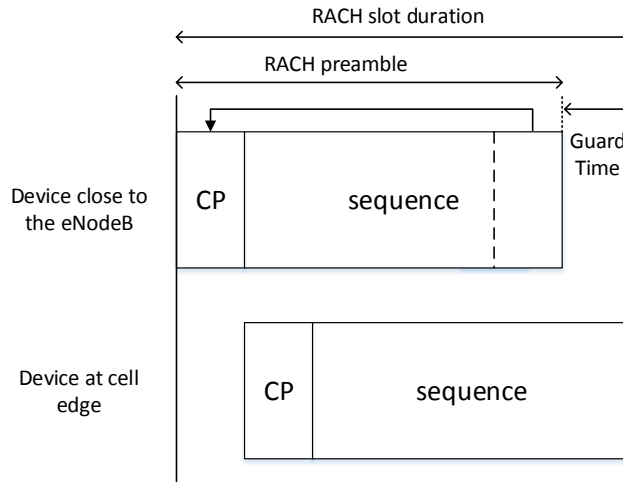 RACH slot duration
RACH preamble
Guard
Time
Device close to
the eNodeB
CP
sequence
Device at cell
edge
CP
sequence